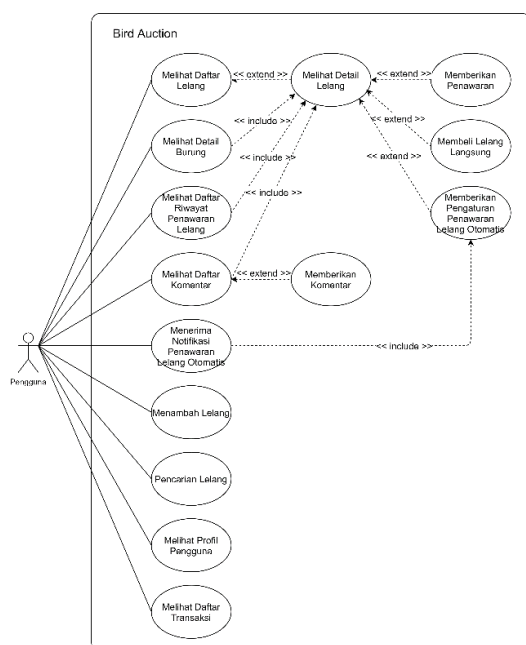 Bird Auction
Melihat Daftar
Lelang
<< extend >>
Melihat Detail
Lelang
<< extend >>
Memberikan
Penawaran
Melihat Detail
Burung
<< include >>
<< extend >>
Membeli Lelang
Langsung
<< include >>
<< extend >>
Melihat Daftar
Riwayat
Penawaran
Lelang
<< include >>
Memberikan
Pengaturan
Penawaran
Lelang Otomatis
Melihat Daftar
Komentar
<< extend >>
Memberikan
Komentar
Menerima
Notifikasi
Penawaran
Lelang Otomatis
<< include >>
Pengguna
Menambah Lelang
Pencarian Lelang
Melihat Profil
Pengguna
Melihat Daftar
Transaksi